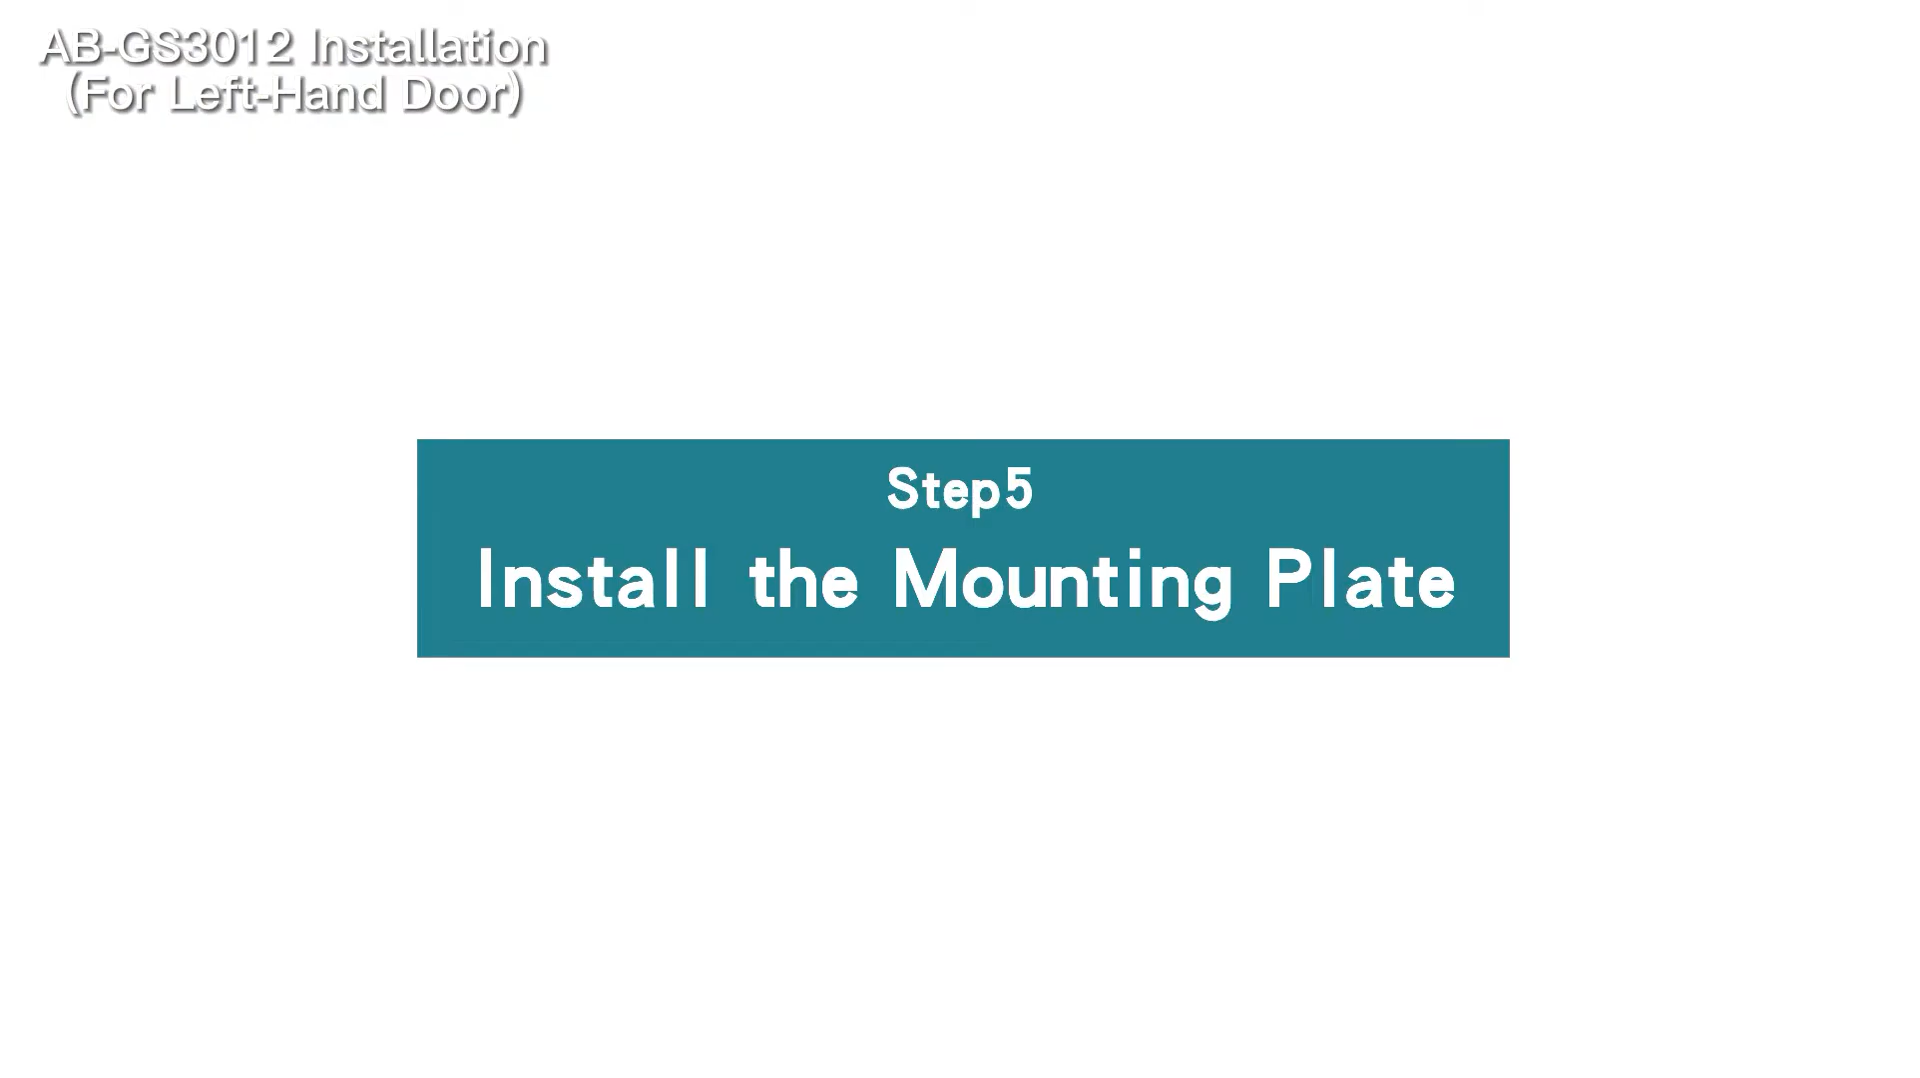 AB-GS3012 Installation
(For Left-Hand Door)
Step5
Install the Mounting Plate